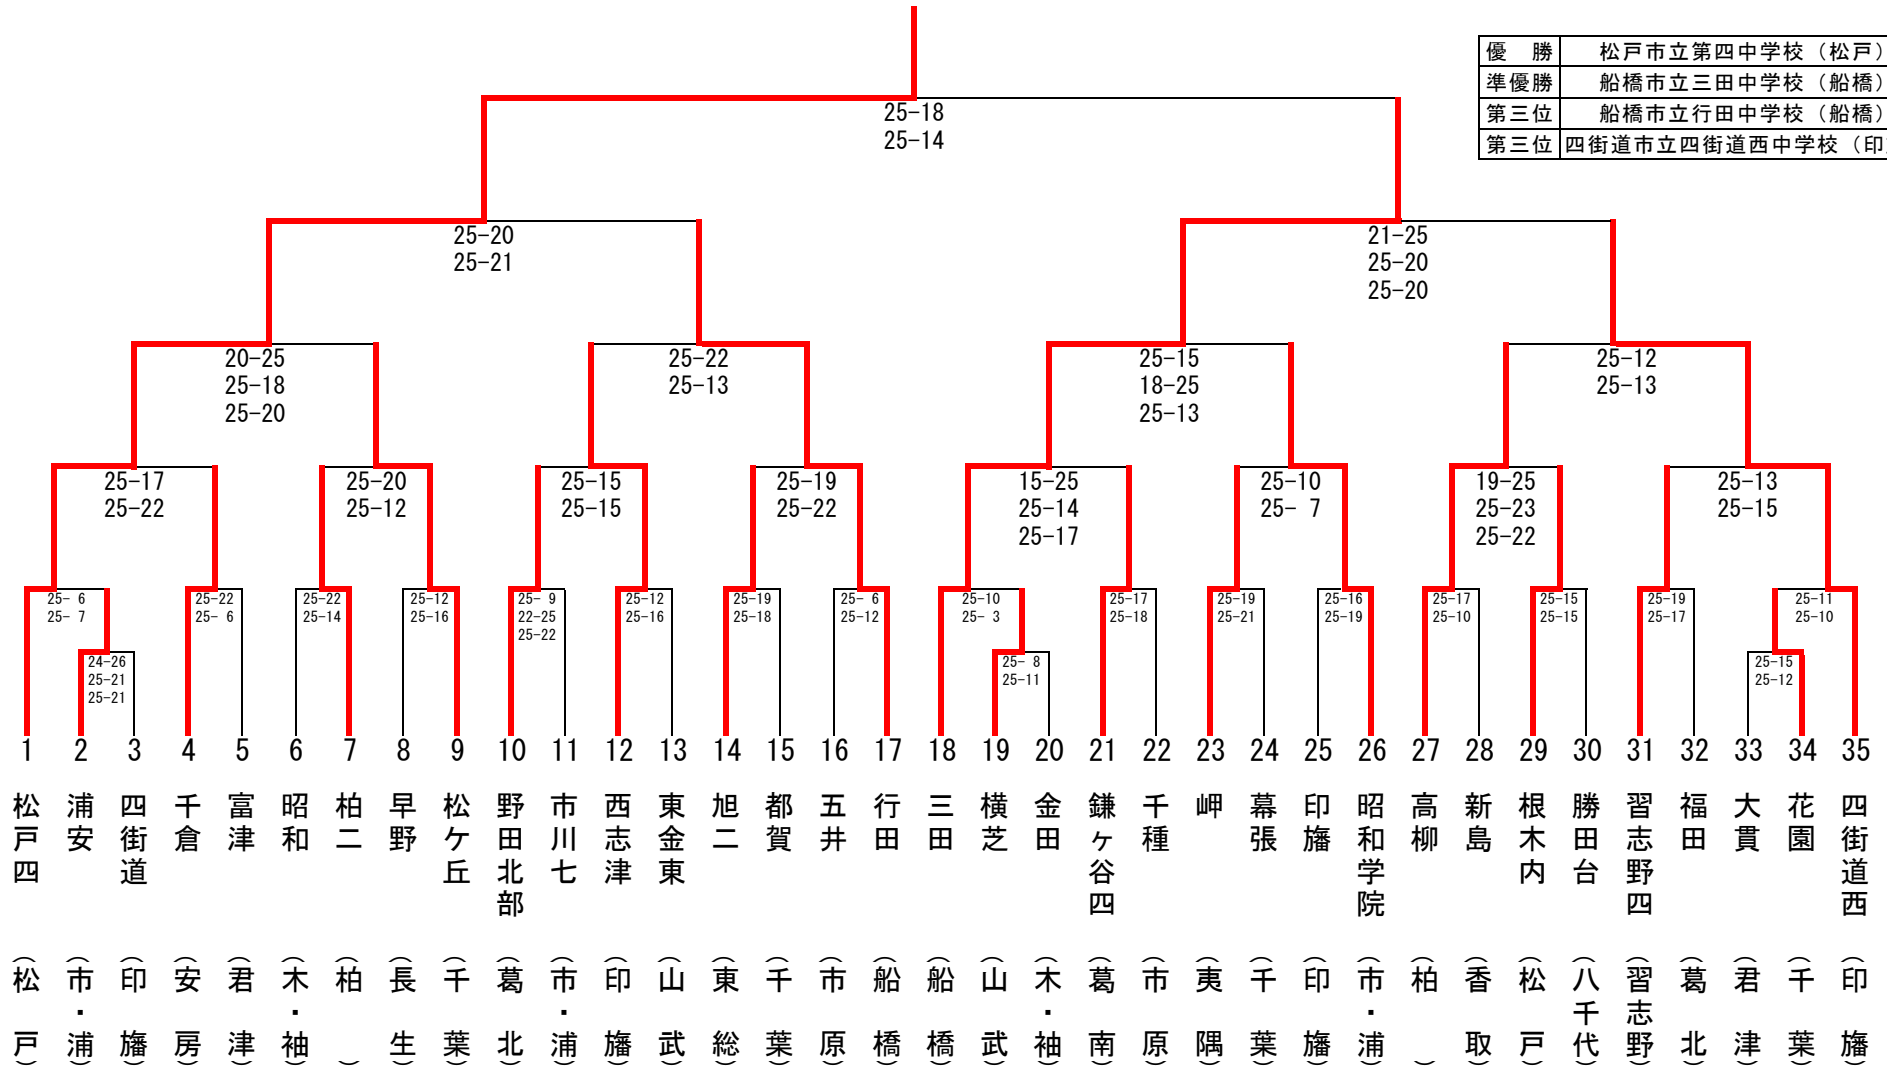 優　勝 松戸市立第四中学校（松戸）
準優勝 船橋市立三田中学校（船橋）
第三位 船橋市立行田中学校（船橋）
第三位 四街道市立四街道西中学校（印
25-18
25-14
25-20
25-21
21-25
25-20
25-20
20-25
25-18
25-20
25-22
25-13
25-15
18-25
25-13
25-12
25-13
25-17
25-22
25-20
25-12
25-15
25-15
25-19
25-22
15-25
25-14
25-17
25-10
25- 7
19-25
25-23
25-22
25-13
25-15
25- 6
25- 7
25-22
25- 6
25-22
25-14
25-12
25-16
25- 9
22-25
25-22
25-12
25-16
25-19
25-18
25- 6
25-12
25-10
25- 3
25-17
25-18
25-19
25-21
25-16
25-19
25-17
25-10
25-15
25-15
25-19
25-17
25-11
25-10
24-26
25-21
25-21
25- 8
25-11
25-15
25-12
1 松戸四（松戸）
2 浦安（市・浦）
3 四街道（印旛）
4 千倉（安房）
5 富津（君津）
6 昭和（木・袖）
7 柏二（柏）
8 早野（長生）
9 松ケ丘（千葉）
10 野田北部（葛北）
11 市川七（市・浦）
12 西志津（印旛）
13 東金東（山武）
14 旭二（東総）
15 都賀（千葉）
16 五井（市原）
17 行田（船橋）
18 三田（船橋）
19 横芝（山武）
20 金田（木・袖）
21 鎌ヶ谷四（葛南）
22 千種（市原）
23 岬（夷隅）
24 幕張（千葉）
25 印旛（印旛）
26 昭和学院（市・浦）
27 高柳（柏）
28 新島（香取）
29 根木内（松戸）
30 勝田台（八千代）
31 習志野四（習志野）
32 福田（葛北）
33 大貫（君津）
34 花園（千葉）
35 四街道西（印旛）